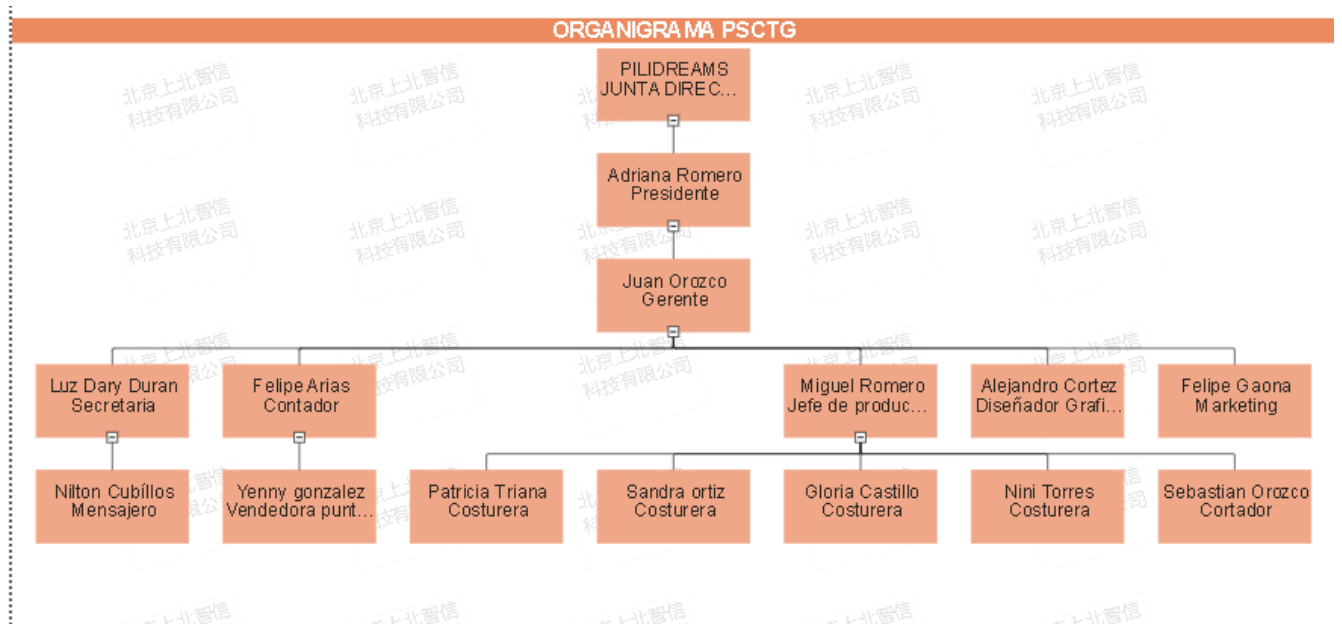 ORGANIGRAMA PSCTG
PILIDREAMS
JUNTA DIREC...
Adriana Romero
Presidente
Juan Orozco
Gerente
Luz Dary Duran
Secretaria
Felipe Arias
Contador
Miguel Romero
Jefe de produc...
Alejandro Cortez
Diseñador Grafi...
Felipe Gaona
Marketing
Nilton Cubíllos
Mensajero
Yenny gonzalez
Vendedora punt...
Patricia Triana
Costurera
Sandra ortiz
Costurera
Gloria Castillo
Costurera
Nini Torres
Costurera
Sebastian Orozco
Cortador
北京上北智信
科技有限公司